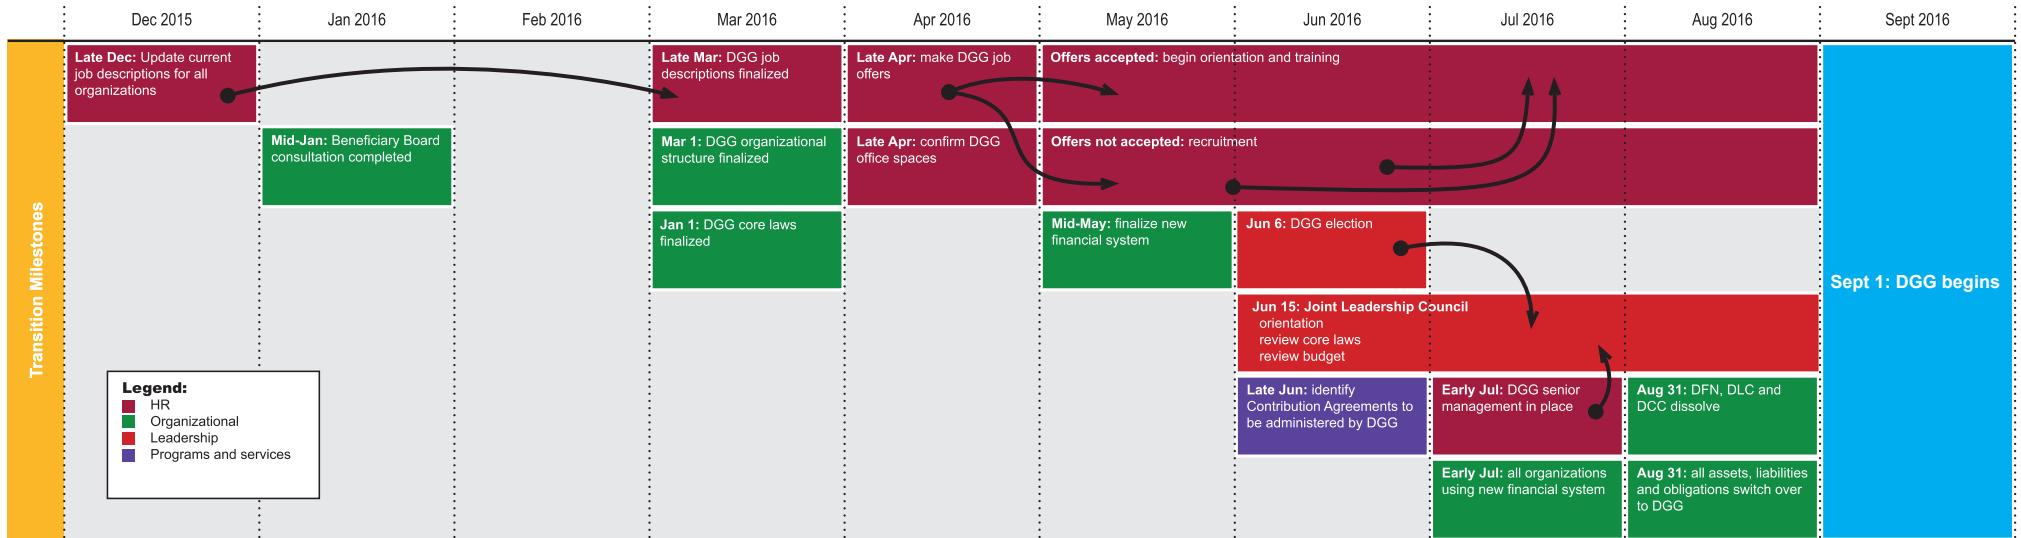 Dec 2015
Jan 2016
Feb 2016
Mar 2016
Apr 2016
May 2016
Jun 2016
Jul 2016
Aug 2016
Sept 2016
Transition Milestones
Late Dec: Update current
job descriptions for all
organizations
Late Mar: DGG job
descriptions finalized
Late Apr: make DGG job
offers
Offers accepted: begin orientation and training
Mid-Jan: Beneficiary Board
consultation completed
Mar 1: DGG organizational
structure finalized
Late Apr: confirm DGG
office spaces
Offers not accepted: recruitment
Jan 1: DGG core laws
finalized
Mid-May: finalize new
financial system
Jun 6: DGG election
Jun 15: Joint Leadership Council
orientation
review core laws
review budget
Late Jun: identify
Contribution Agreements to
be administered by DGG
Early Jul: DGG senior
management in place
Aug 31: DFN, DLC and
DCC dissolve
Early Jul: all organizations
using new financial system
Aug 31: all assets, liabilities
and obligations switch over
to DGG
Sept 1: DGG begins
Legend:
HR
Organizational
Leadership
Programs and services